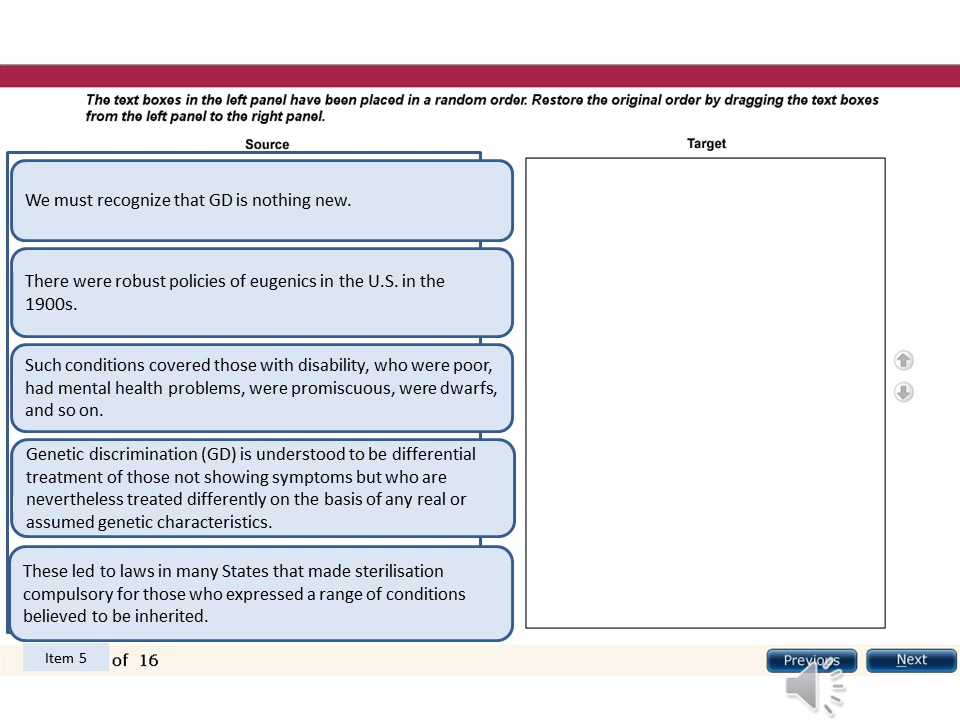 The text boxes in the left panel have been placed in a random order. Restore the original order by dragging the text boxes
from the left panel to the right panel.
Source
Target
We must recognize that GD is nothing new.
There were robust policies of eugenics in the U.S. in the
1900s.
Such conditions covered those with disability, who were poor,
had mental health problems, were promiscuous, were dwarfs,
and so on.
Genetic discrimination (GD) is understood to be differential
treatment of those not showing symptoms but who are
nevertheless treated differently on the basis of any real or
assumed genetic characteristics.
These led to laws in many States that made sterilisation
compulsory for those who expressed a range of conditions
believed to be inherited.
Item 5 of 16
Previous
Next